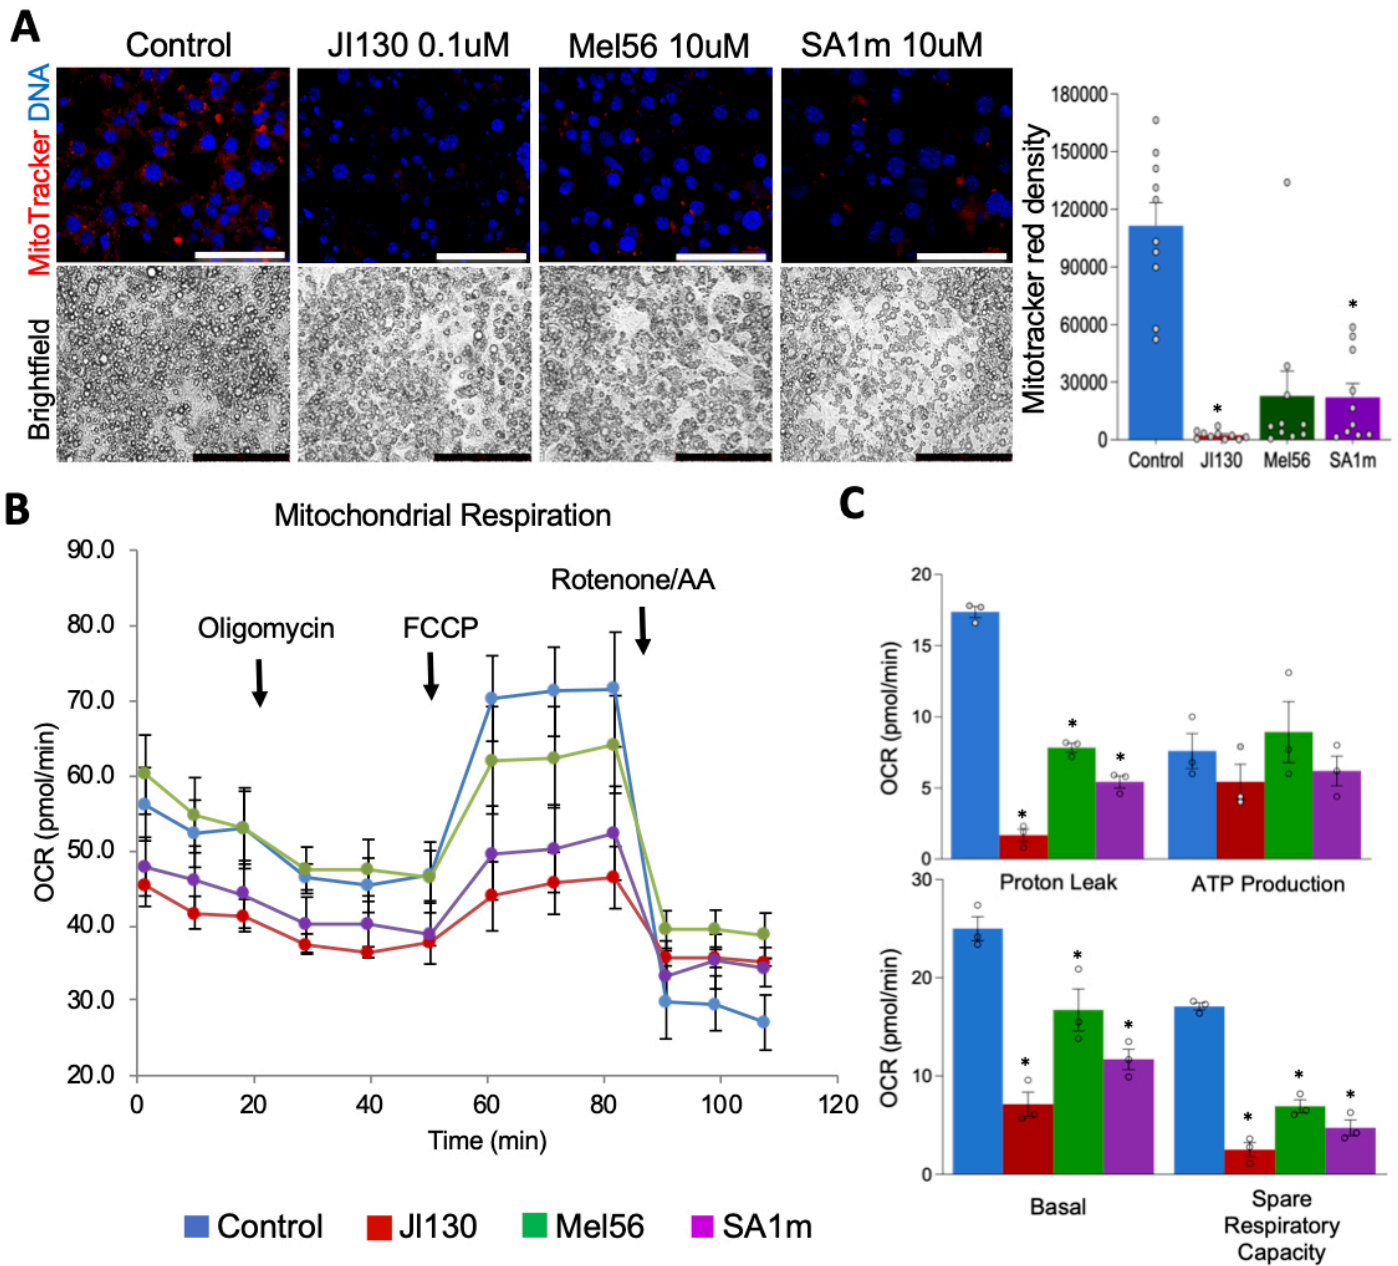 A
Control
JI130 0.1uM
Mel56 10uM
SA1m 10uM
MitoTracker DNA
Brightfield
Mitotracker red density
180000
150000
120000
90000
60000
30000
0
*
*
Control
JI130
Mel56
SA1m
B
Mitochondrial Respiration
OCR (pmol/min)
90.0
80.0
70.0
60.0
50.0
40.0
30.0
20.0
Oligomycin
FCCP
Rotenone/AA
0
20
40
60
80
100
120
Time (min)
C
OCR (pmol/min)
20
15
10
5
0
*
*
*
Proton Leak
ATP Production
OCR (pmol/min)
30
20
10
0
*
*
*
*
*
*
Basal
Spare
Respiratory
Capacity
Control
JI130
Mel56
SA1m